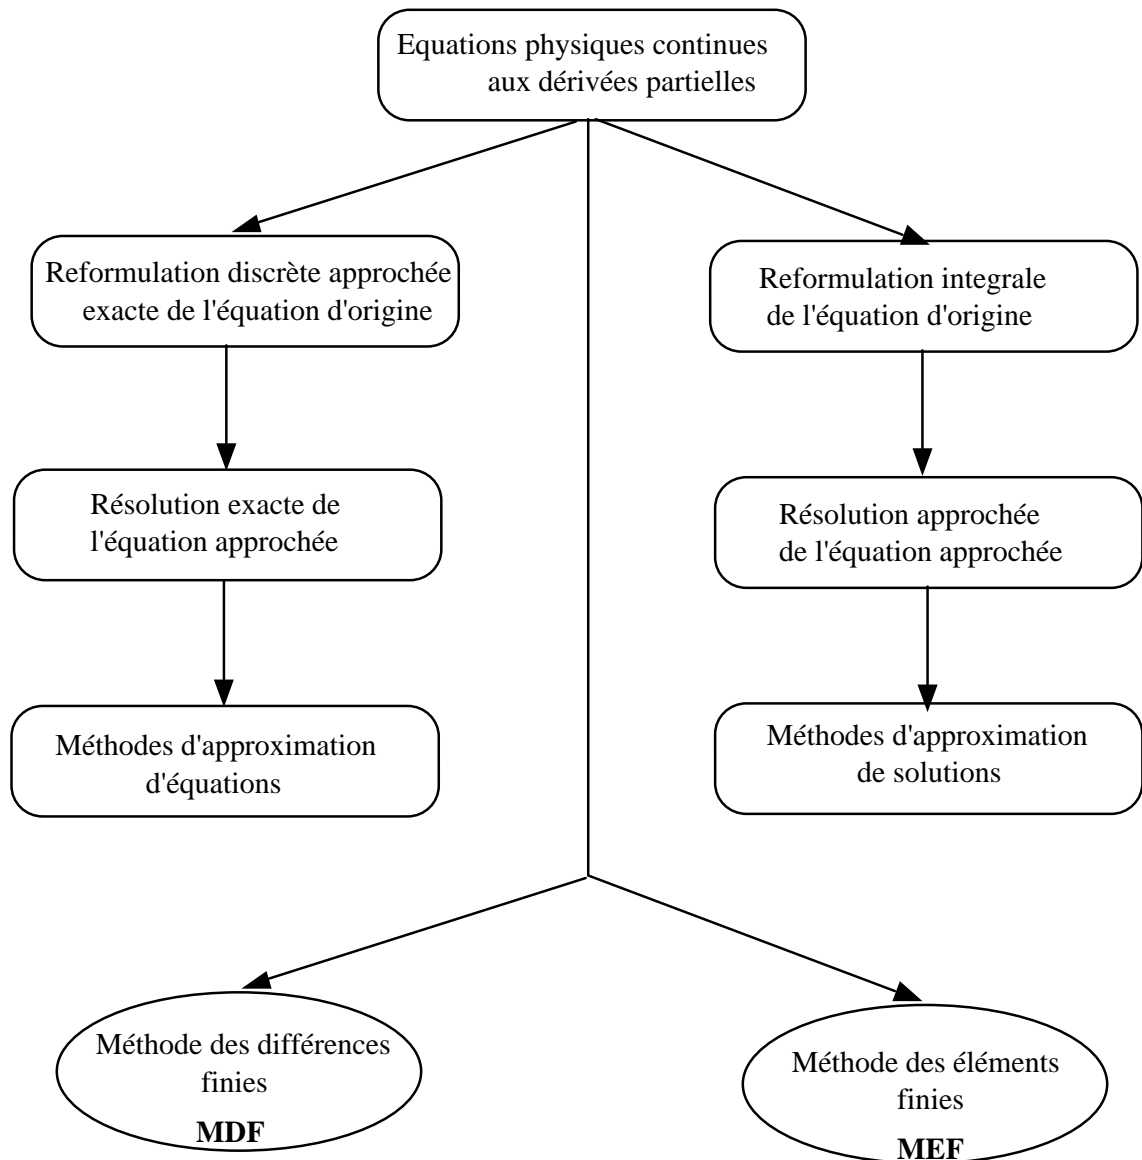 Equations physiques continues
aux dérivées partielles
Reformulation discrète approchée
exacte de l'équation d'origine
Reformulation integrale
de l'équation d'origine
Résolution exacte de
l'équation approchée
Résolution approchée
de l'équation approchée
Méthodes d'approximation
d'équations
Méthodes d'approximation
de solutions
Méthode des différences
finies
MDF
Méthode des éléments
finies
MEF